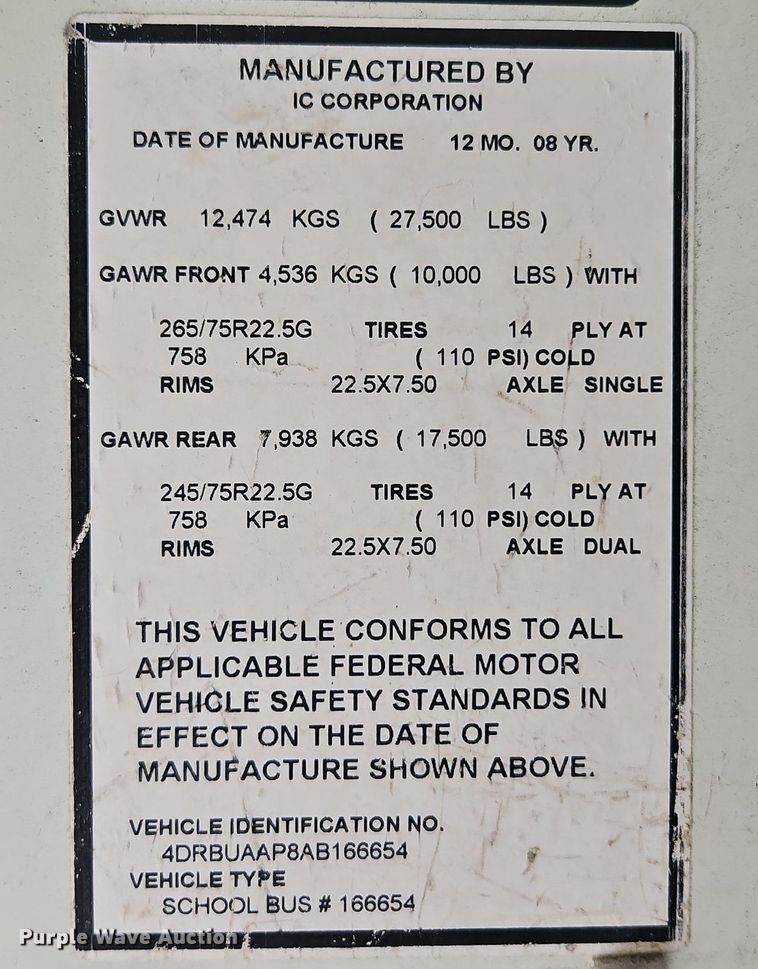 MANUFACTURED BY
IC CORPORATION
DATE OF MANUFACTURE 12 MO. 08 YR.
GVWR 12,474 KGS ( 27,500 LBS )
GAWR FRONT 4,536 KGS ( 10,000 LBS ) WITH
265/75R22.5G TIRES 14 PLY AT
758 KPa ( 110 PSI) COLD
RIMS 22.5X7.50 AXLE SINGLE
GAWR REAR 7,938 KGS ( 17,500 LBS ) WITH
245/75R22.5G TIRES 14 PLY AT
758 KPa ( 110 PSI) COLD
RIMS 22.5X7.50 AXLE DUAL
THIS VEHICLE CONFORMS TO ALL
APPLICABLE FEDERAL MOTOR
VEHICLE SAFETY STANDARDS IN
EFFECT ON THE DATE OF
MANUFACTURE SHOWN ABOVE.
VEHICLE IDENTIFICATION NO.
4DRBUAAP8AB166654
VEHICLE TYPE
SCHOOL BUS # 166654
Purple Wave Auction